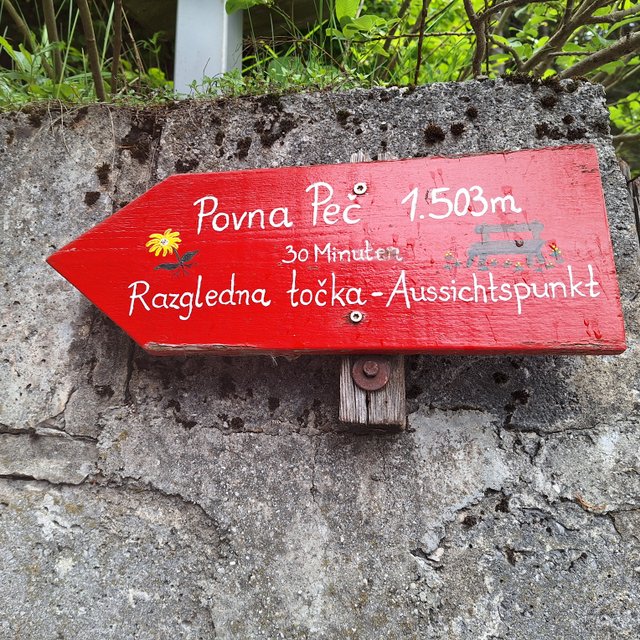 Povna Peč 1.503m
30 Minuten
Razgledna točka - Aussichtspunkt